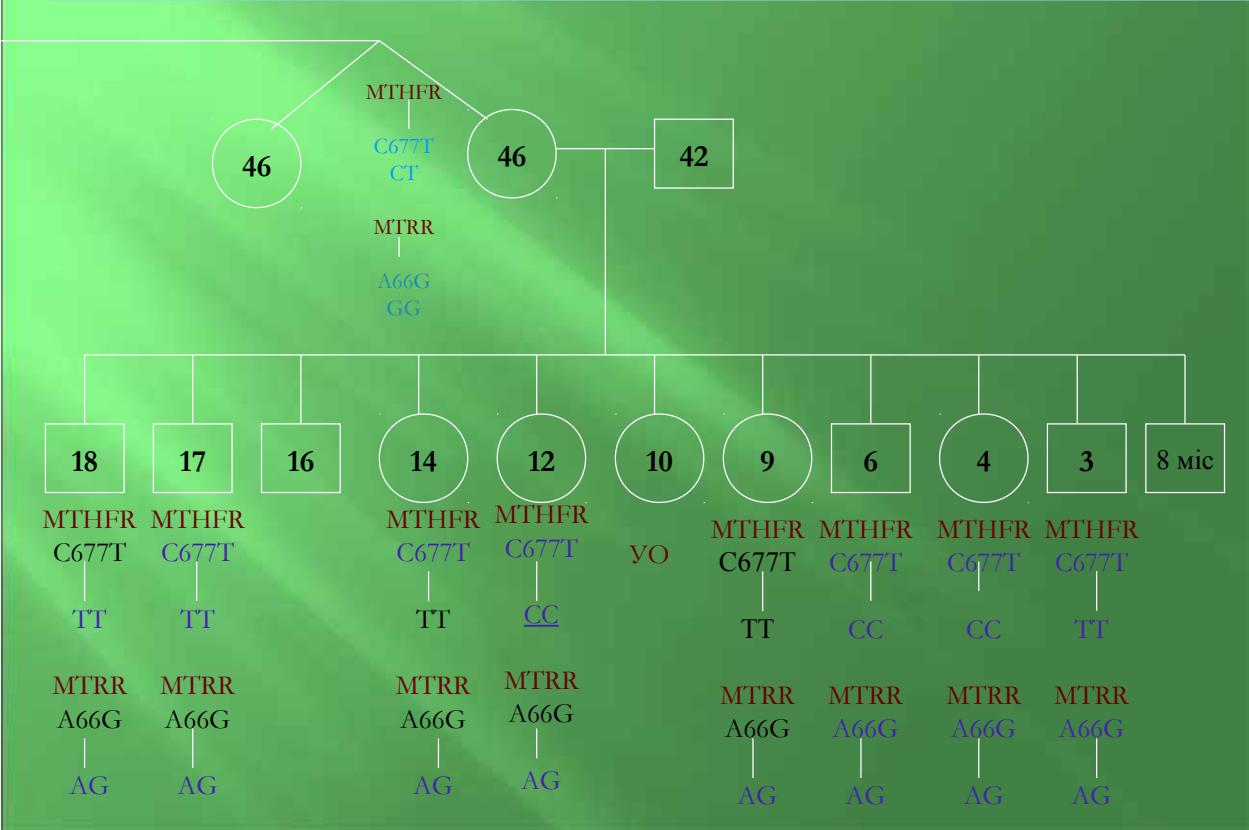 MTHFR
C677T
CT
MTRR
A66G
GG
46
46
42
18
17
16
14
12
10
9
6
4
3
8 міс
MTHFR
C677T
TT
MTRR
A66G
AG
MTHFR
C677T
TT
MTRR
A66G
AG
MTHFR
C677T
TT
MTRR
A66G
AG
MTHFR
C677T
CC
MTRR
A66G
AG
УО
MTHFR
C677T
TT
MTRR
A66G
AG
MTHFR
C677T
CC
MTRR
A66G
AG
MTHFR
C677T
CC
MTRR
A66G
AG
MTHFR
C677T
TT
MTRR
A66G
AG